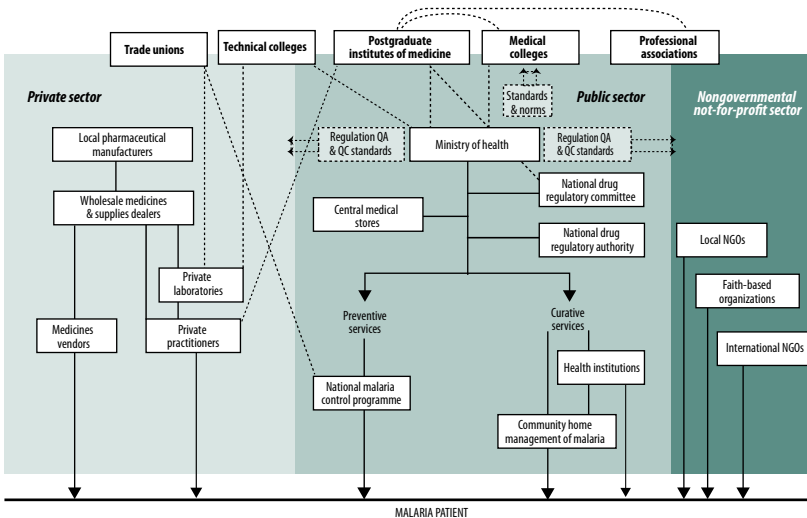 Trade unions
Technical colleges
Postgraduate
institutes of medicine
Medical
colleges
Professional
associations
Private sector
Standards
& norms
Public sector
Nongovernmental
not-for-profit sector
Local pharmaceutical
manufacturers
Regulation QA
& QC standards
Ministry of health
Regulation QA
& QC standards
Wholesale medicines
& supplies dealers
Central medical
stores
National drug
regulatory committee
National drug
regulatory authority
Local NGOs
Private
laboratories
Faith-based
organizations
Medicines
vendors
Private
practitioners
Preventive
services
Curative
services
International NGOs
Health institutions
National malaria
control programme
Community home
management of malaria
MALARIA PATIENT